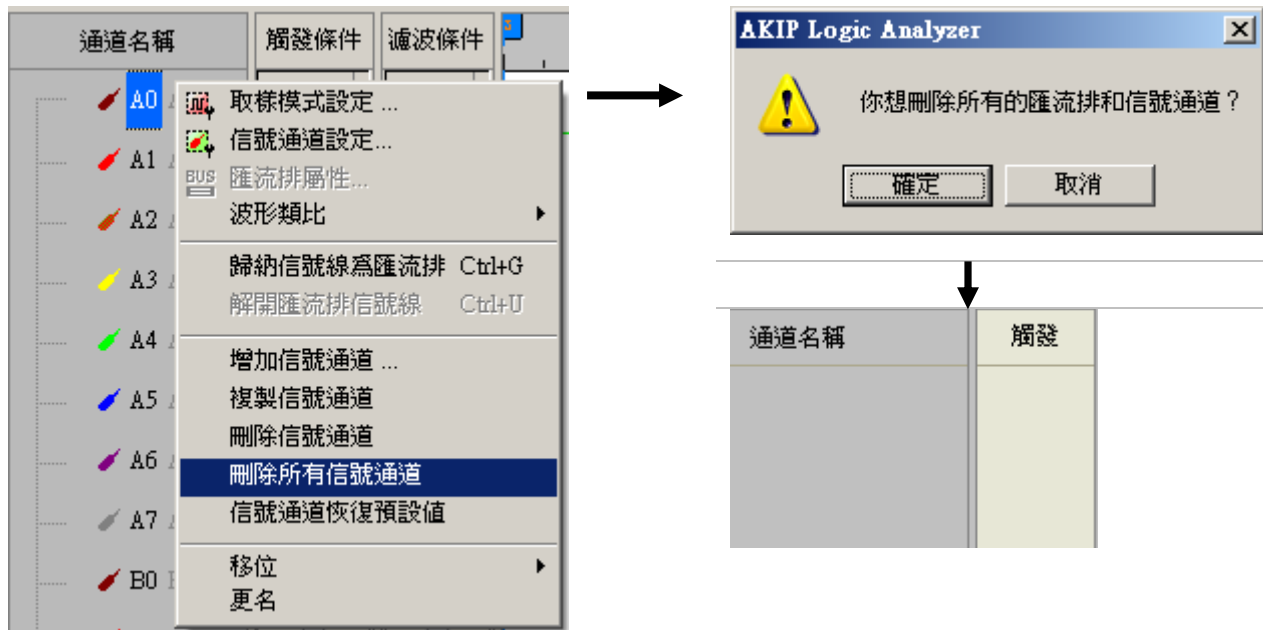 通道名稱 觸發條件 濾波條件
3
A0
取樣模式設定 ...
信號通道設定...
A1
BUS 匯流排屬性...
A2
波形類比
A3
歸納信號線爲匯流排 Ctrl+G
解開匯流排信號線 Ctrl+U
A4
增加信號通道 ...
A5
複製信號通道
刪除信號通道
A6
刪除所有信號通道
A7
信號通道恢復預設値
B0
移位
更名
AKIP Logic Analyzer
你想刪除所有的匯流排和信號通道？
確定 取消
通道名稱 觸發